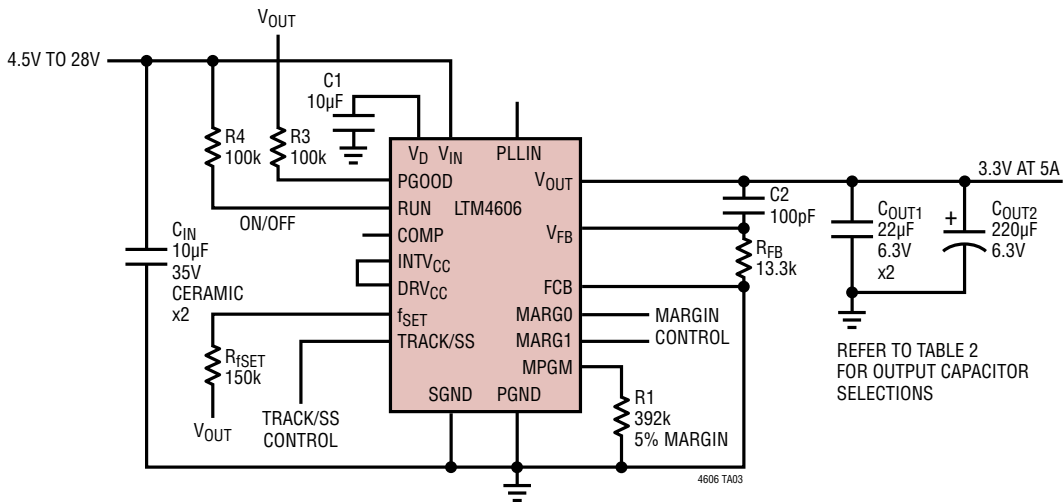 VOUT
4.5V TO 28V
C1
10µF
R4
100k
R3
100k
VD
VIN
PLLIN
PGOOD
VOUT
3.3V AT 5A
RUN
LTM4606
ON/OFF
C2
100pF
COUT1
22µF
6.3V
x2
+
COUT2
220µF
6.3V
CIN
10µF
35V
CERAMIC
x2
COMP
VFB
INTVCC
RFB
13.3k
DRVCC
FCB
fSET
MARG0
MARGIN
CONTROL
TRACK/SS
MARG1
MPGM
REFER TO TABLE 2
FOR OUTPUT CAPACITOR
SELECTIONS
RfSET
150k
SGND
PGND
R1
392k
5% MARGIN
VOUT
TRACK/SS
CONTROL
4606 TA03